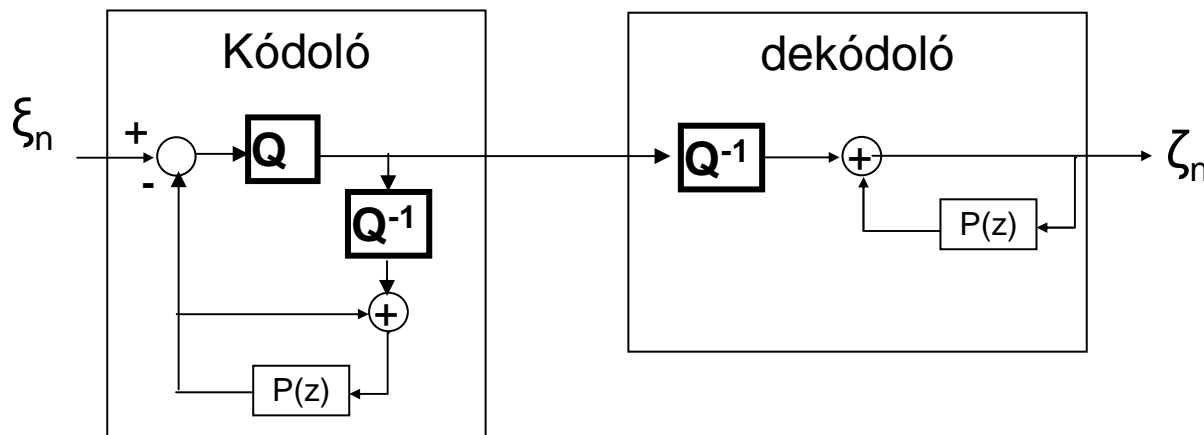 Kódoló
dekódoló
ξn
+
-
Q
Q-1
+
P(z)
Q-1
+
P(z)
ζn